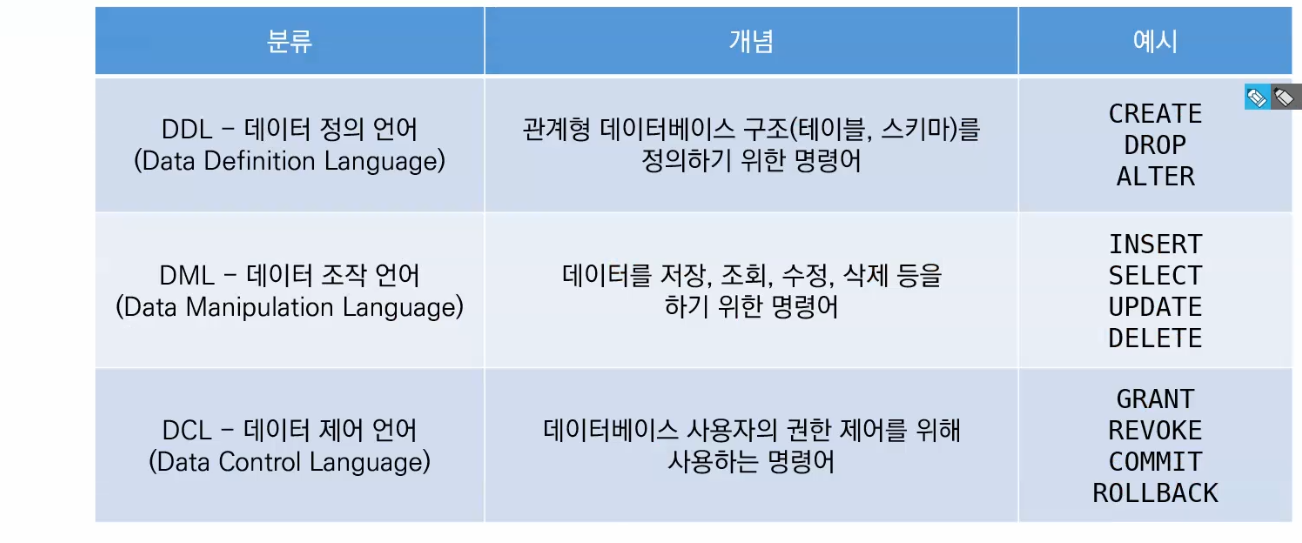 분류
개념
예시
DDL – 데이터 정의 언어
(Data Definition Language)
관계형 데이터베이스 구조(테이블, 스키마)를
정의하기 위한 명령어
CREATE
DROP
ALTER
DML – 데이터 조작 언어
(Data Manipulation Language)
데이터를 저장, 조회, 수정, 삭제 등을
하기 위한 명령어
INSERT
SELECT
UPDATE
DELETE
DCL – 데이터 제어 언어
(Data Control Language)
데이터베이스 사용자의 권한 제어를 위해
사용하는 명령어
GRANT
REVOKE
COMMIT
ROLLBACK